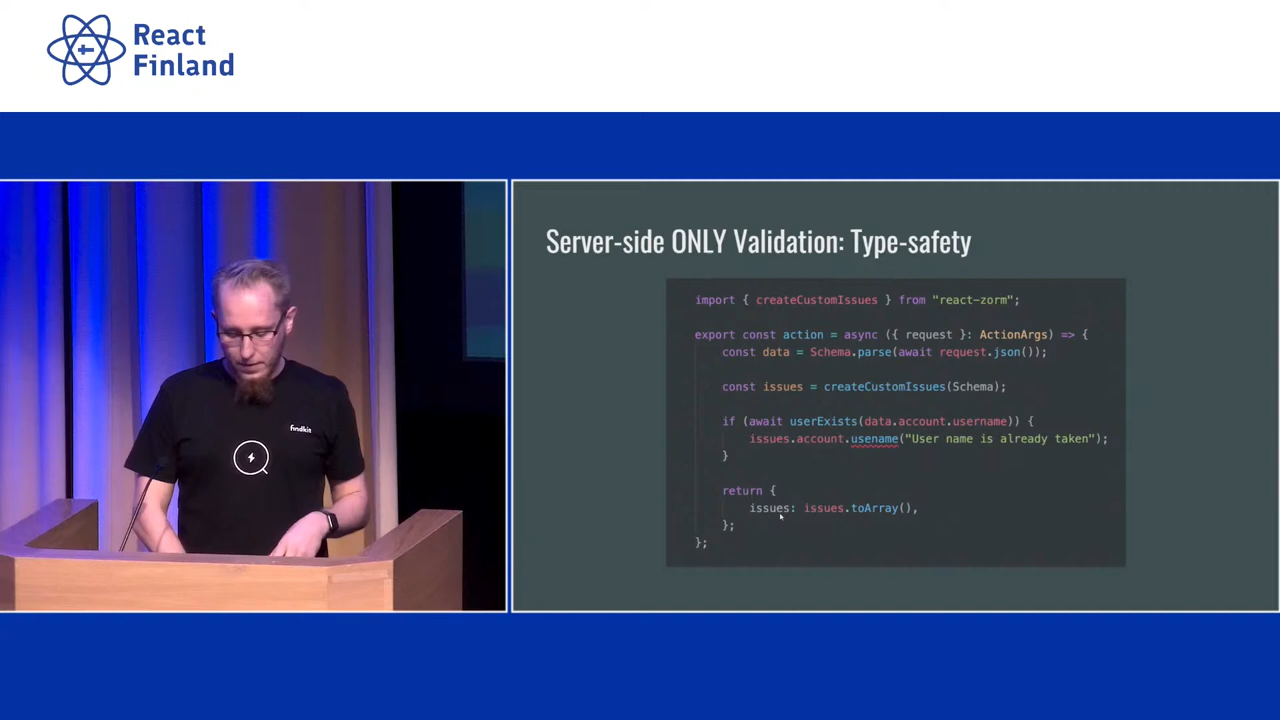 React
Finland
findkit
Server-side ONLY Validation: Type-safety
import { createCustomIssues } from "react-zorm";
export const action = async ({ request }: ActionArgs) => {
const data = Schema.parse(await request.json());
const issues = createCustomIssues(Schema);
if (await userExists(data.account.username)) {
issues.account.usename("User name is already taken");
}
return {
issues: issues.toArray(),
};
};